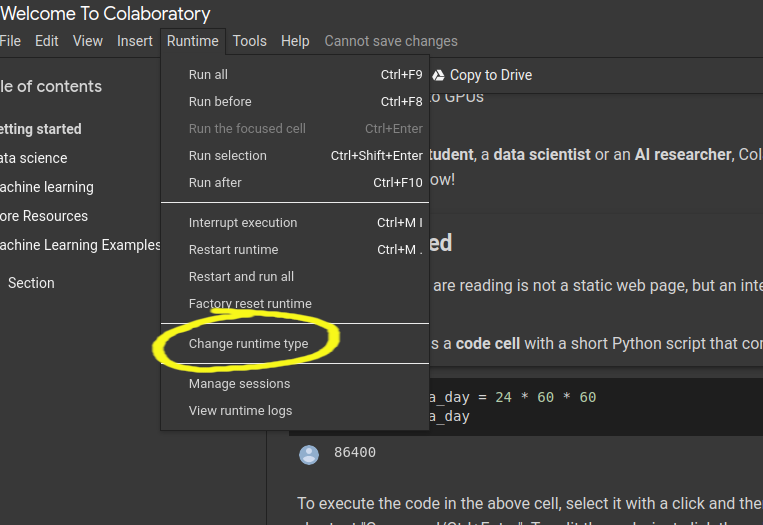 Welcome To Colaboratory
File Edit View Insert Runtime Tools Help Cannot save changes
Copy to Drive
le of contents
etting started
ata science
achine learning
ore Resources
achine Learning Examples
Section
Run all Ctrl+F9
Run before Ctrl+F8
Run the focused cell Ctrl+Enter
Run selection Ctrl+Shift+Enter
Run after Ctrl+F10
Interrupt execution Ctrl+M I
Restart runtime Ctrl+M .
Restart and run all
Factory reset runtime
Change runtime type
Manage sessions
View runtime logs
to GPUs
tudent, a data scientist or an AI researcher, Col
ow!
ed
are reading is not a static web page, but an inte
s a code cell with a short Python script that con
a_day = 24 * 60 * 60
a_day
86400
To execute the code in the above cell, select it with a click and the